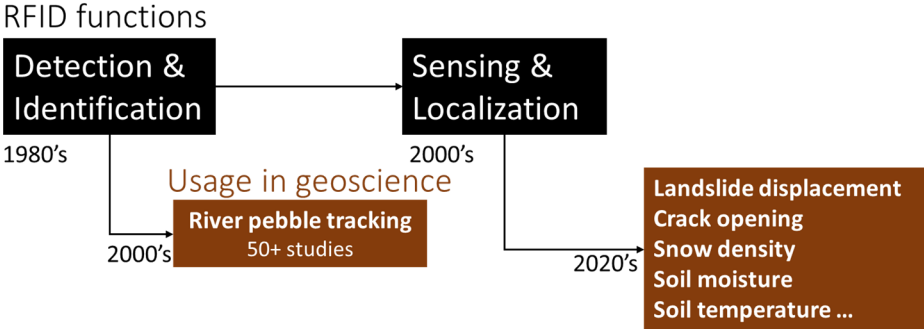 RFID functions
Detection &
Identification
Sensing &
Localization
1980's
2000's
Usage in geoscience
River pebble tracking
50+ studies
2000's
Landslide displacement
Crack opening
Snow density
Soil moisture
Soil temperature ...
2020's